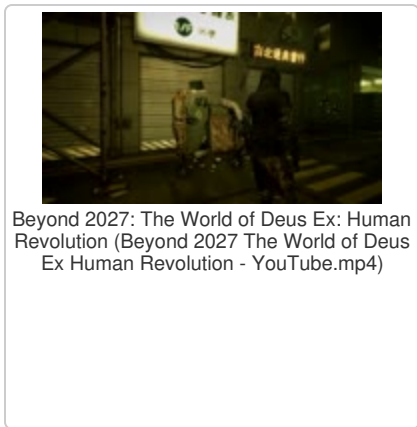 Beyond 2027: The World of Deus Ex: Human
Revolution (Beyond 2027 The World of Deus
Ex Human Revolution - YouTube.mp4)